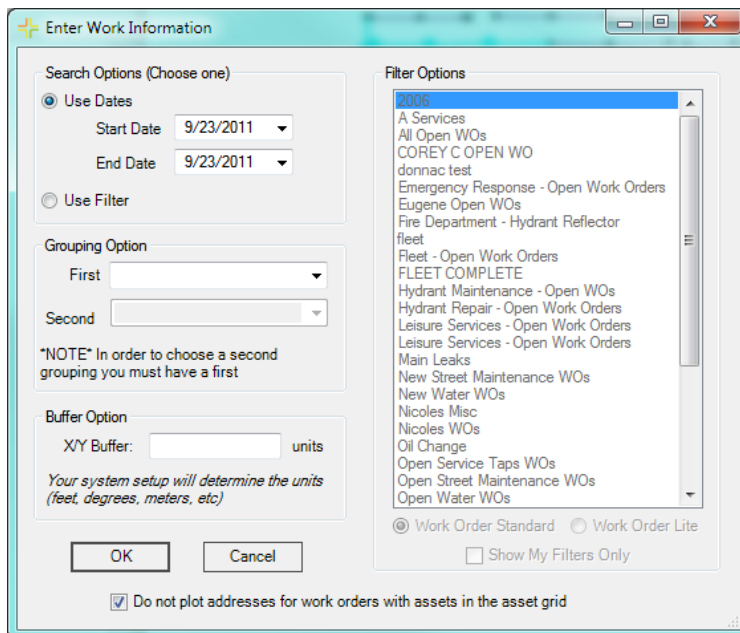 Enter Work Information
Search Options (Choose one)
Use Dates
Start Date 9/23/2011
End Date 9/23/2011
Use Filter
Grouping Option
First
Second
*NOTE* In order to choose a second
grouping you must have a first
Buffer Option
X/Y Buffer: units
Your system setup will determine the units
(feet, degrees, meters, etc)
OK Cancel
Filter Options
2006
A Services
All Open WOs
COREY C OPEN WO
donnac test
Emergency Response - Open Work Orders
Eugene Open WOs
Fire Department - Hydrant Reflector
fleet
Fleet - Open Work Orders
FLEET COMPLETE
Hydrant Maintenance - Open WOs
Hydrant Repair - Open Work Orders
Leisure Services - Open Work Orders
Leisure Services - Open Work Orders
Main Leaks
New Street Maintenance WOs
New Water WOs
Nicoles Misc
Nicoles WOs
Oil Change
Open Service Taps WOs
Open Street Maintenance WOs
Open Water WOs
Work Order Standard Work Order Lite
Show My Filters Only
Do not plot addresses for work orders with assets in the asset grid